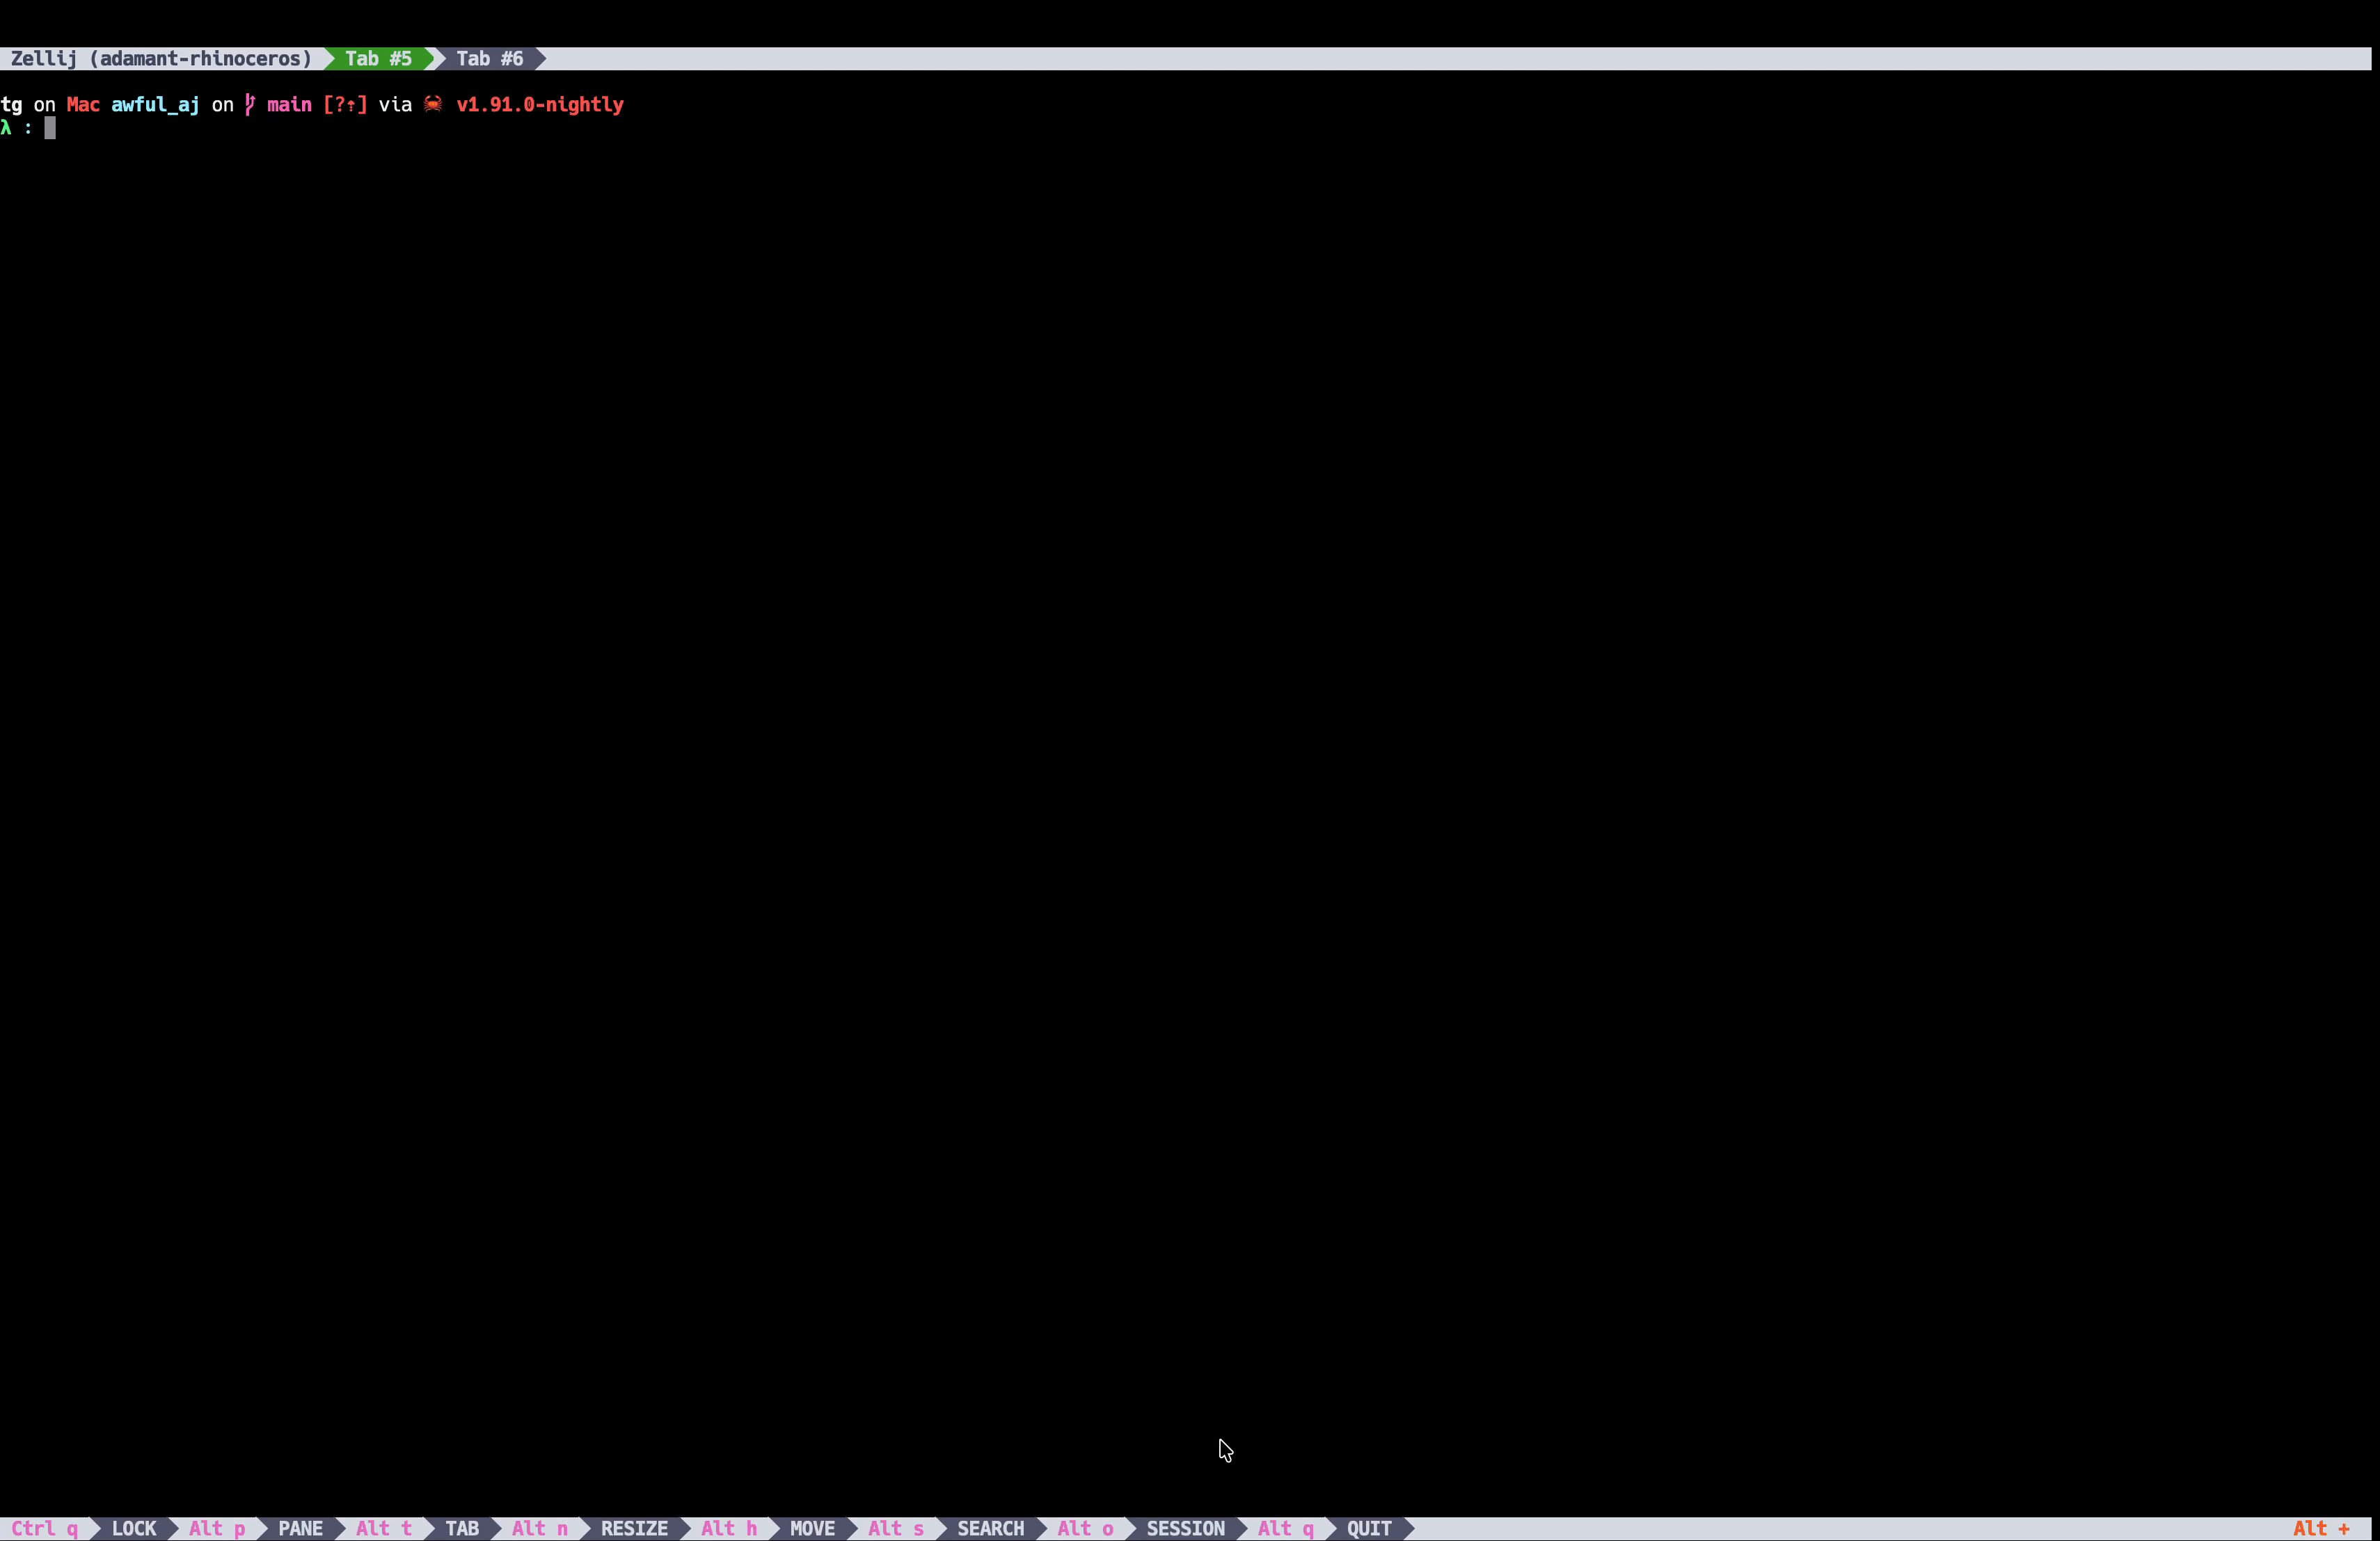 Zellij (adamant-rhinoceros) Tab #5 Tab #6
tg on Mac awful_aj on main [?⇡] via 🦀 v1.91.0-nightly
λ :
Ctrl q LOCK Alt p PANE Alt t TAB Alt n RESIZE Alt h MOVE Alt s SEARCH Alt o SESSION Alt q QUIT Alt +